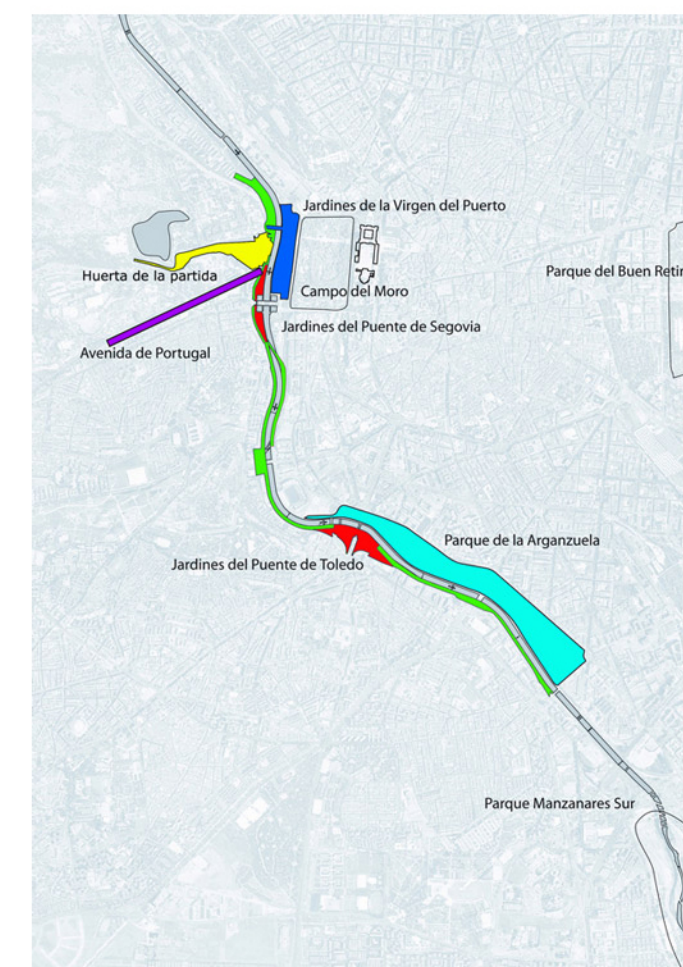 Jardines de la Virgen del Puerto
Huerta de la partida
Parque del Buen Retir
Campo del Moro
Jardines del Puente de Segovia
Avenida de Portugal
Parque de la Arganzuela
Jardines del Puente de Toledo
Parque Manzanares Sur